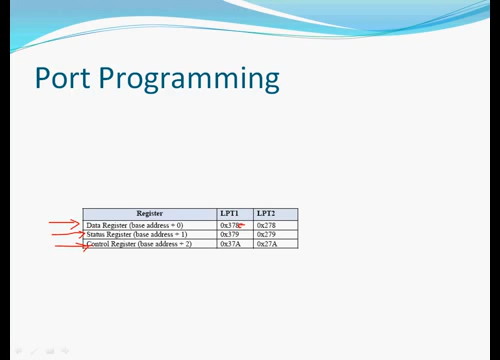 Port Programming
Register LPT1 LPT2
Data Register (base address + 0) 0x378 0x278
Status Register (base address + 1) 0x379 0x279
Control Register (base address + 2) 0x37A 0x27A